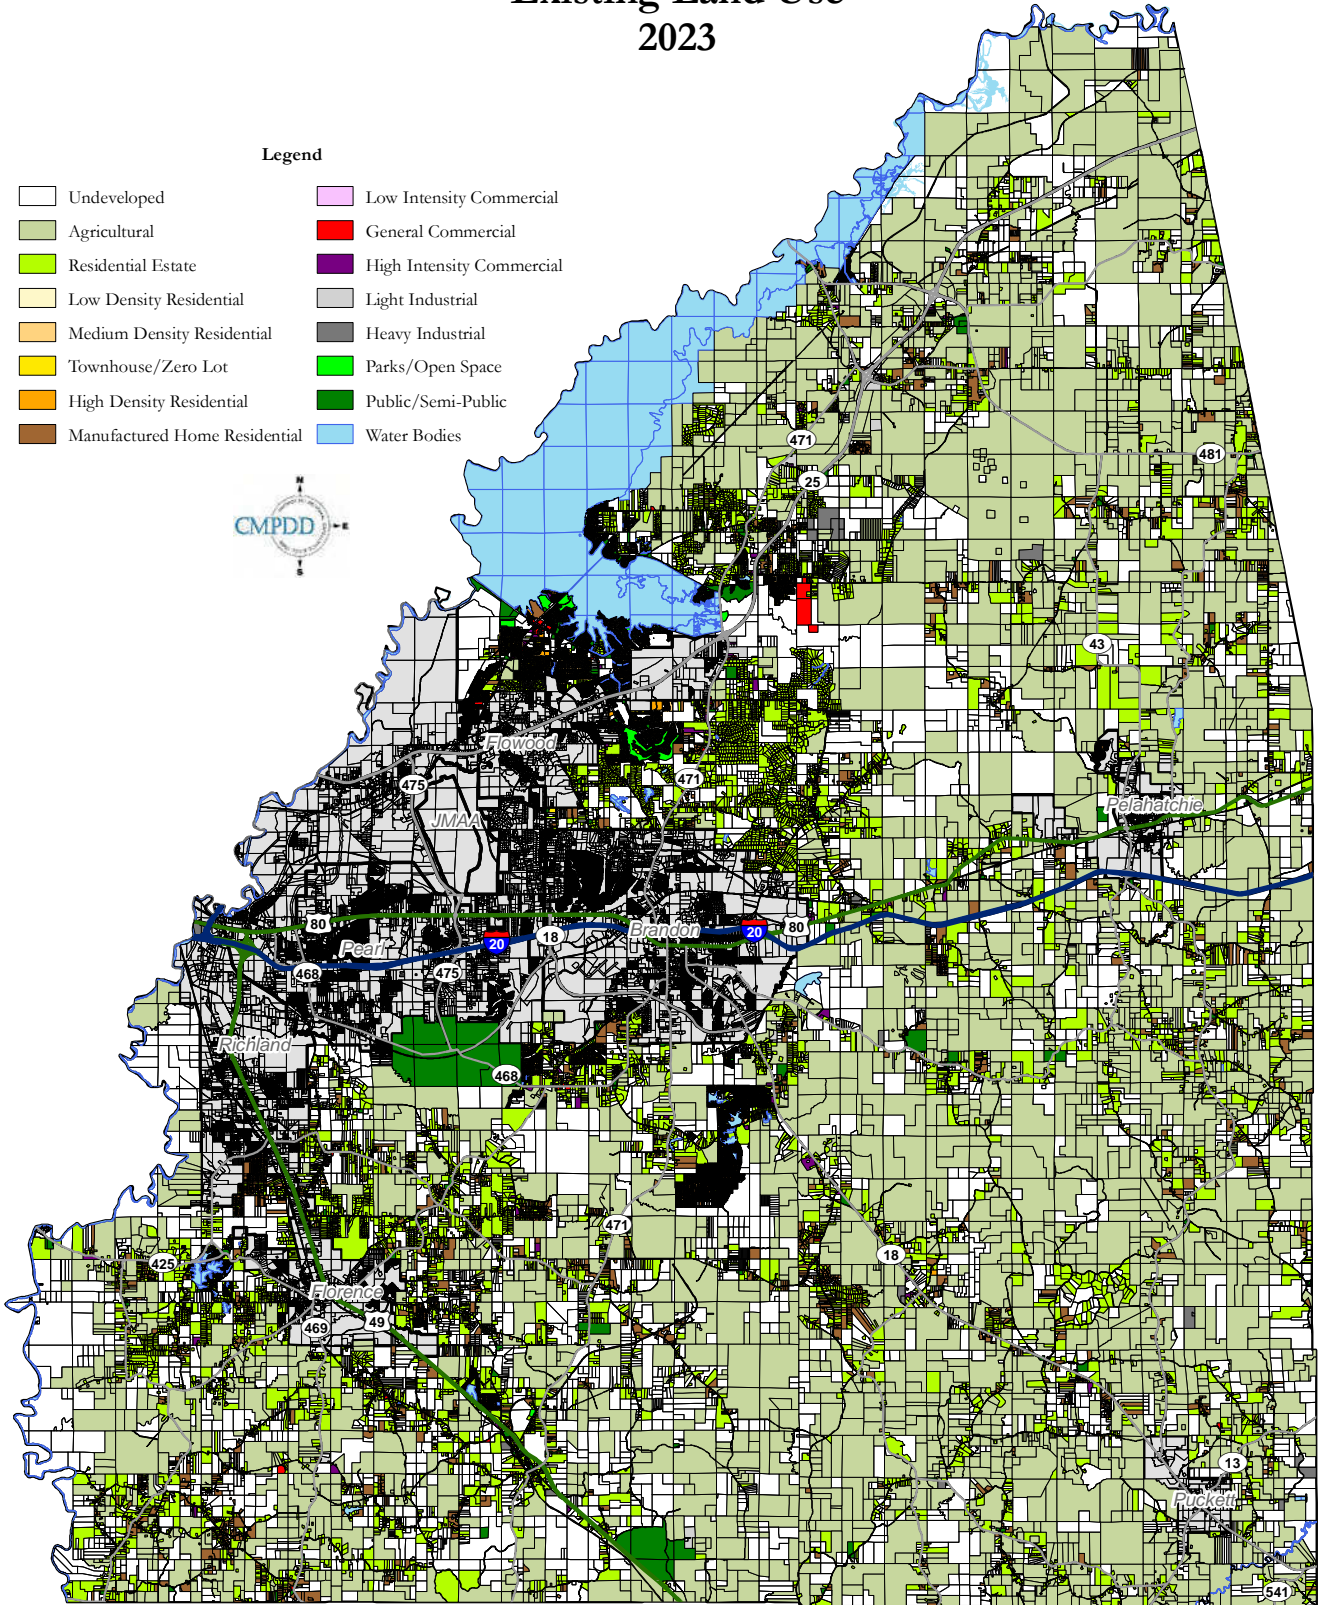 Existing Land Use
2023
Legend
Undeveloped
Agricultural
Residential Estate
Low Density Residential
Medium Density Residential
Townhouse/Zero Lot
High Density Residential
Manufactured Home Residential
Low Intensity Commercial
General Commercial
High Intensity Commercial
Light Industrial
Heavy Industrial
Parks/Open Space
Public/Semi-Public
Water Bodies
N
CMPDD
E
S
471
481
25
43
Flowood
475
471
JMAA
Pelahatchie
80
Pearl
20
18
Brandon
20
80
468
475
Richland
468
471
425
18
Florence
469
49
13
Puckett
541